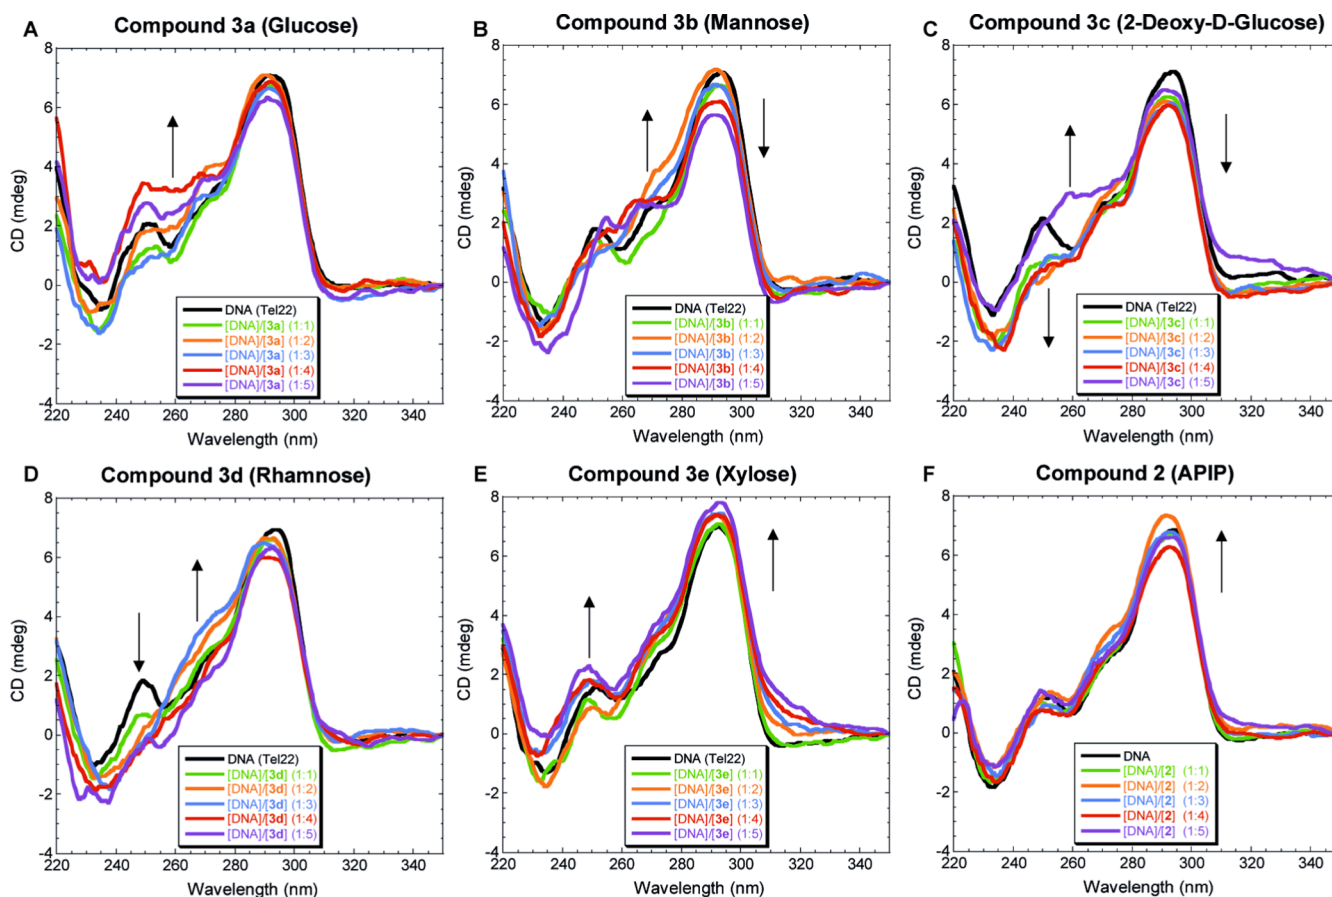 A Compound 3a (Glucose)
CD (mdeg)
8
6
4
2
0
-2
-4
DNA (Tel22)
[DNA]/[3a] (1:1)
[DNA]/[3a] (1:2)
[DNA]/[3a] (1:3)
[DNA]/[3a] (1:4)
[DNA]/[3a] (1:5)
220 240 260 280 300 320 340
Wavelength (nm)
B Compound 3b (Mannose)
CD (mdeg)
8
6
4
2
0
-2
-4
DNA (Tel22)
[DNA]/[3b] (1:1)
[DNA]/[3b] (1:2)
[DNA]/[3b] (1:3)
[DNA]/[3b] (1:4)
[DNA]/[3b] (1:5)
220 240 260 280 300 320 340
Wavelength (nm)
C Compound 3c (2-Deoxy-D-Glucose)
CD (mdeg)
8
6
4
2
0
-2
-4
DNA (Tel22)
[DNA]/[3c] (1:1)
[DNA]/[3c] (1:2)
[DNA]/[3c] (1:3)
[DNA]/[3c] (1:4)
[DNA]/[3c] (1:5)
220 240 260 280 300 320 340
Wavelength (nm)
D Compound 3d (Rhamnose)
CD (mdeg)
8
6
4
2
0
-2
-4
DNA (Tel22)
[DNA]/[3d] (1:1)
[DNA]/[3d] (1:2)
[DNA]/[3d] (1:3)
[DNA]/[3d] (1:4)
[DNA]/[3d] (1:5)
220 240 260 280 300 320 340
Wavelength (nm)
E Compound 3e (Xylose)
CD (mdeg)
8
6
4
2
0
-2
-4
DNA (Tel22)
[DNA]/[3e] (1:1)
[DNA]/[3e] (1:2)
[DNA]/[3e] (1:3)
[DNA]/[3e] (1:4)
[DNA]/[3e] (1:5)
220 240 260 280 300 320 340
Wavelength (nm)
F Compound 2 (APIP)
CD (mdeg)
8
6
4
2
0
-2
-4
DNA
[DNA]/[2] (1:1)
[DNA]/[2] (1:2)
[DNA]/[2] (1:3)
[DNA]/[2] (1:4)
[DNA]/[2] (1:5)
220 240 260 280 300 320 340
Wavelength (nm)